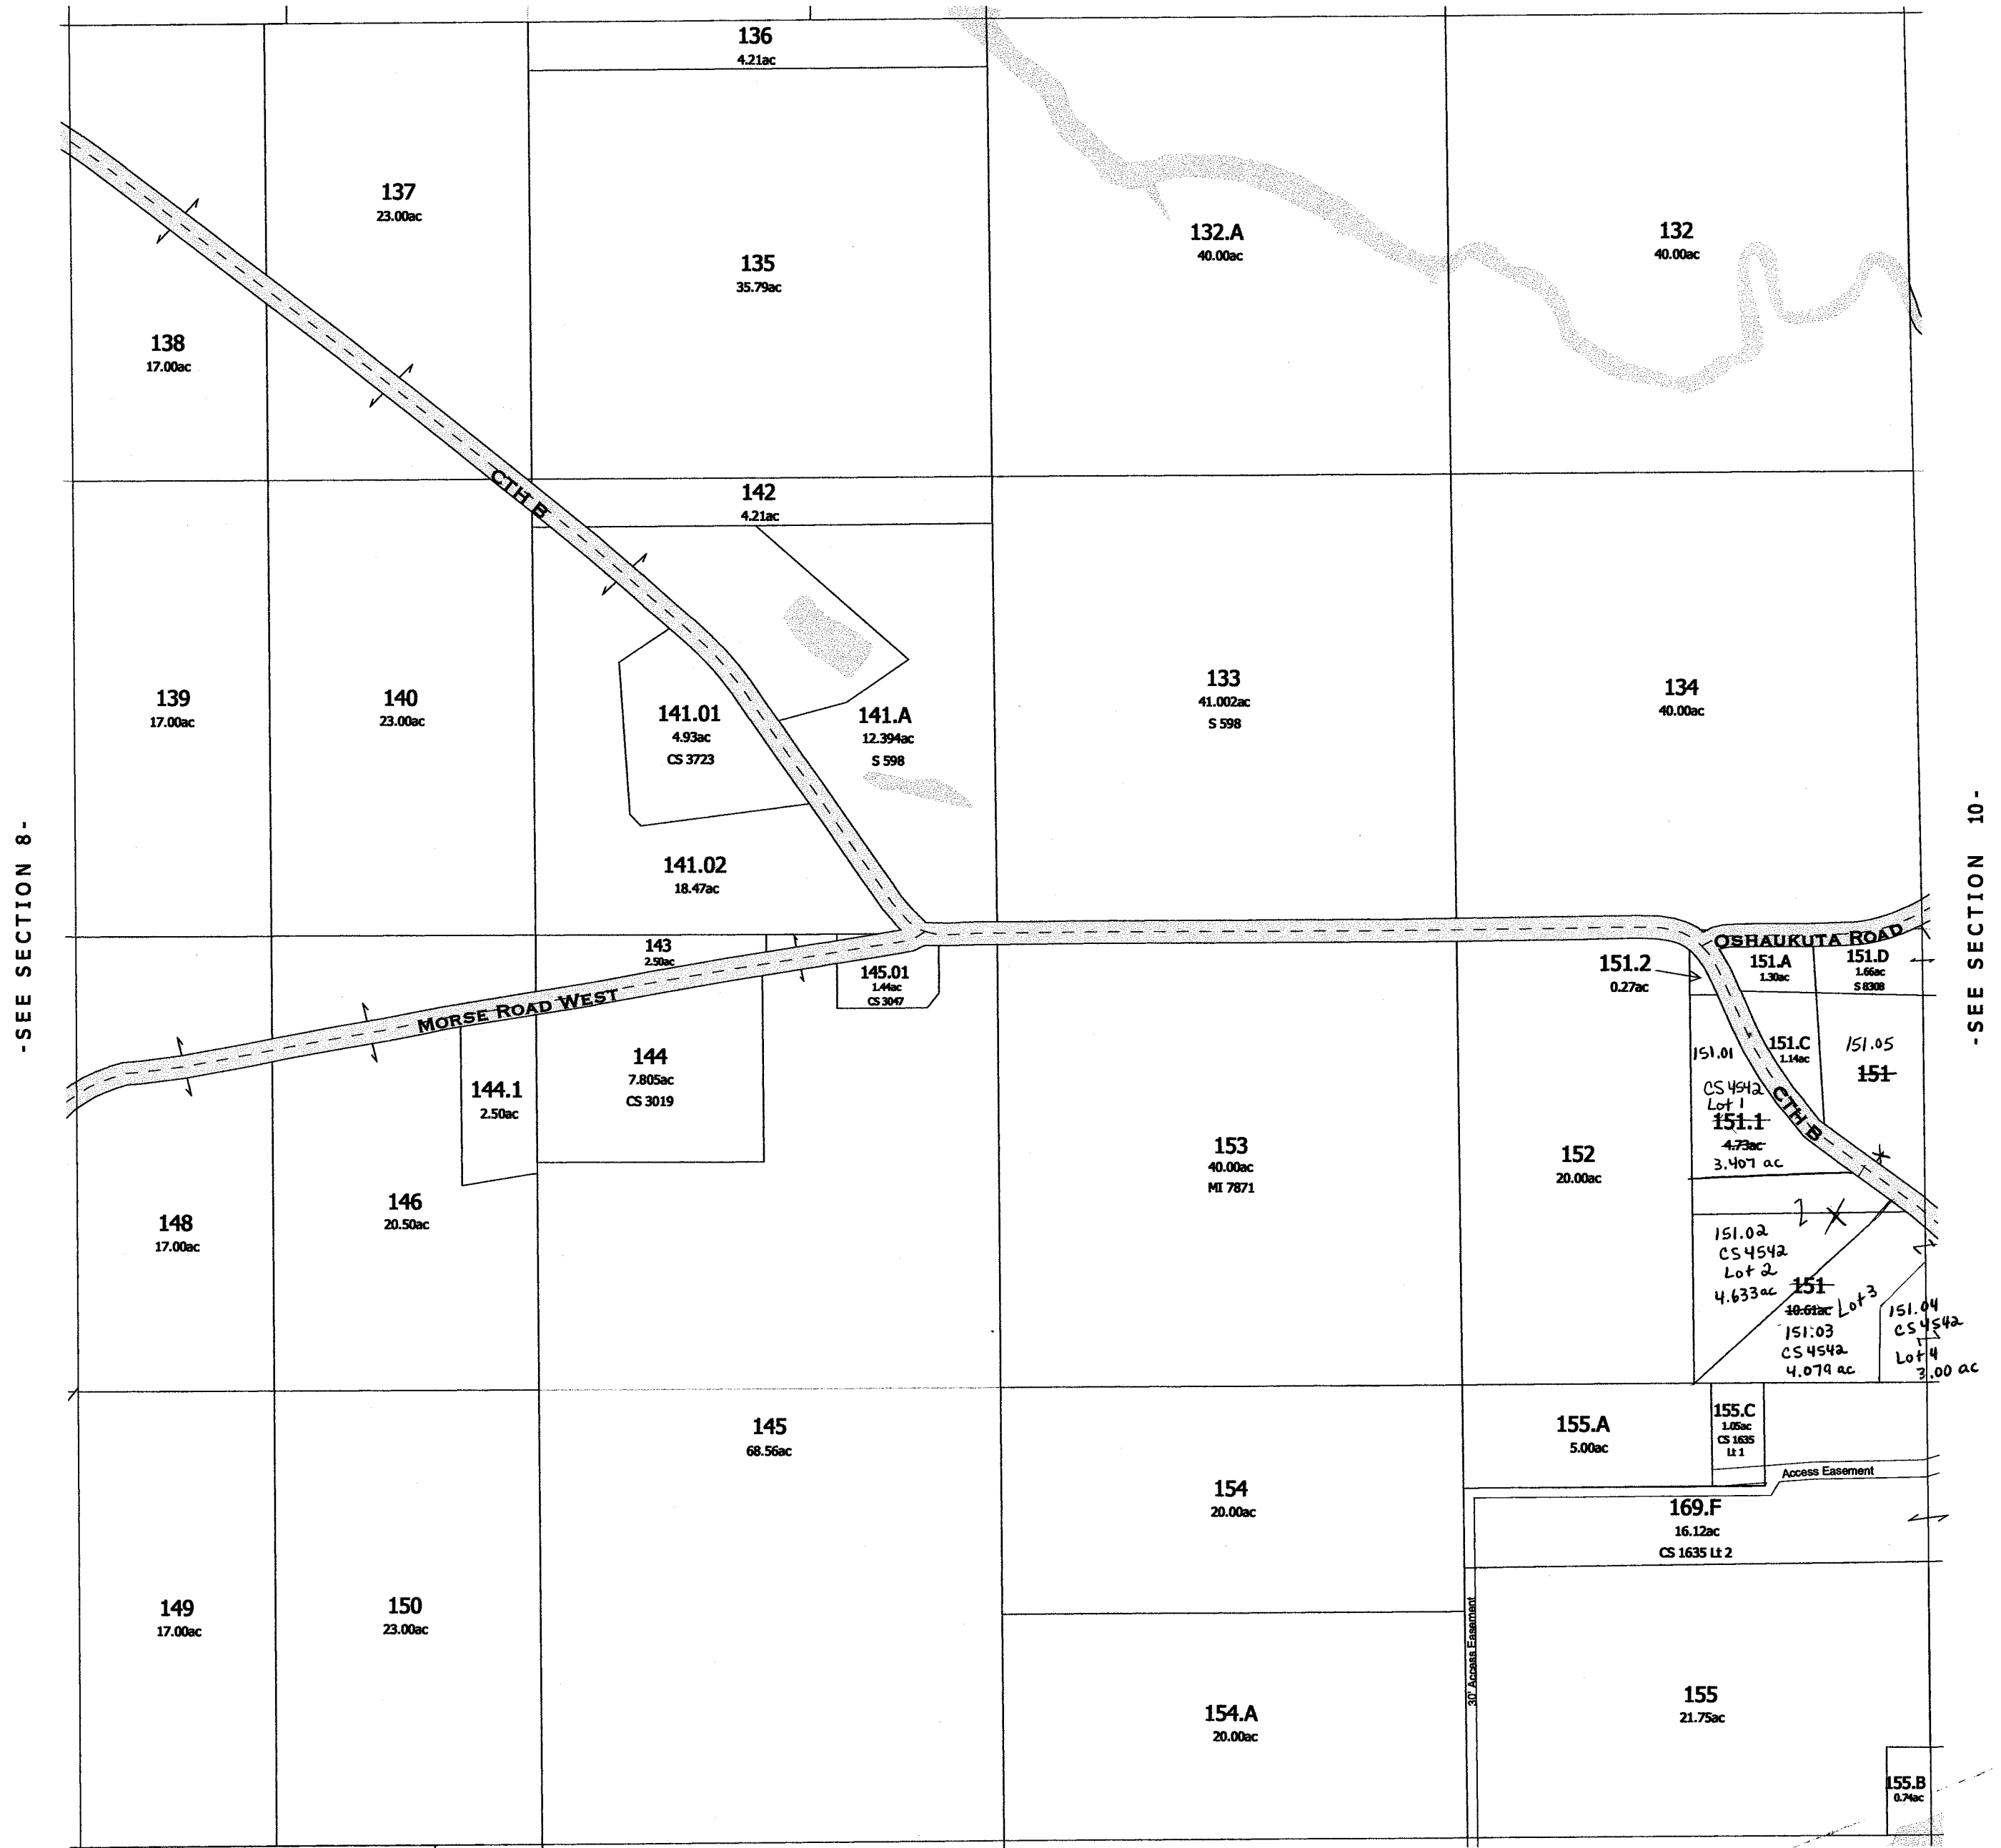 136
4.21ac
137
23.00ac
132.A
40.00ac
132
40.00ac
135
35.79ac
138
17.00ac
CTH B
142
4.21ac
139
17.00ac
140
23.00ac
141.01
4.93ac
CS 3723
141.A
12.394ac
S 598
133
41.002ac
S 598
134
40.00ac
-SEE SECTION 8-
-SEE SECTION 10-
141.02
18.47ac
143
2.50ac
145.01
1.44ac
CS 3047
MORSE ROAD WEST
OSHAUKUTA ROAD
151.2
0.27ac
151.A
1.30ac
151.D
1.66ac
S 8308
144.1
2.50ac
144
7.805ac
CS 3019
151.01
CS 4542
Lot 1
151.1
4.73ac
3.407 ac
151.C
1.14ac
151.05
151
CTH B
153
40.00ac
MI 7871
152
20.00ac
148
17.00ac
146
20.50ac
2
151.02
CS 4542
Lot 2
4.633ac
151
10.61ac
Lot 3
151.03
CS 4542
4.079 ac
151.04
CS 4542
Lot 4
3.00 ac
145
68.56ac
155.A
5.00ac
155.C
1.05ac
CS 1635
Lt 1
Access Easement
154
20.00ac
169.F
16.12ac
CS 1635 Lt 2
149
17.00ac
150
23.00ac
30' Access Easement
154.A
20.00ac
155
21.75ac
155.B
0.74ac